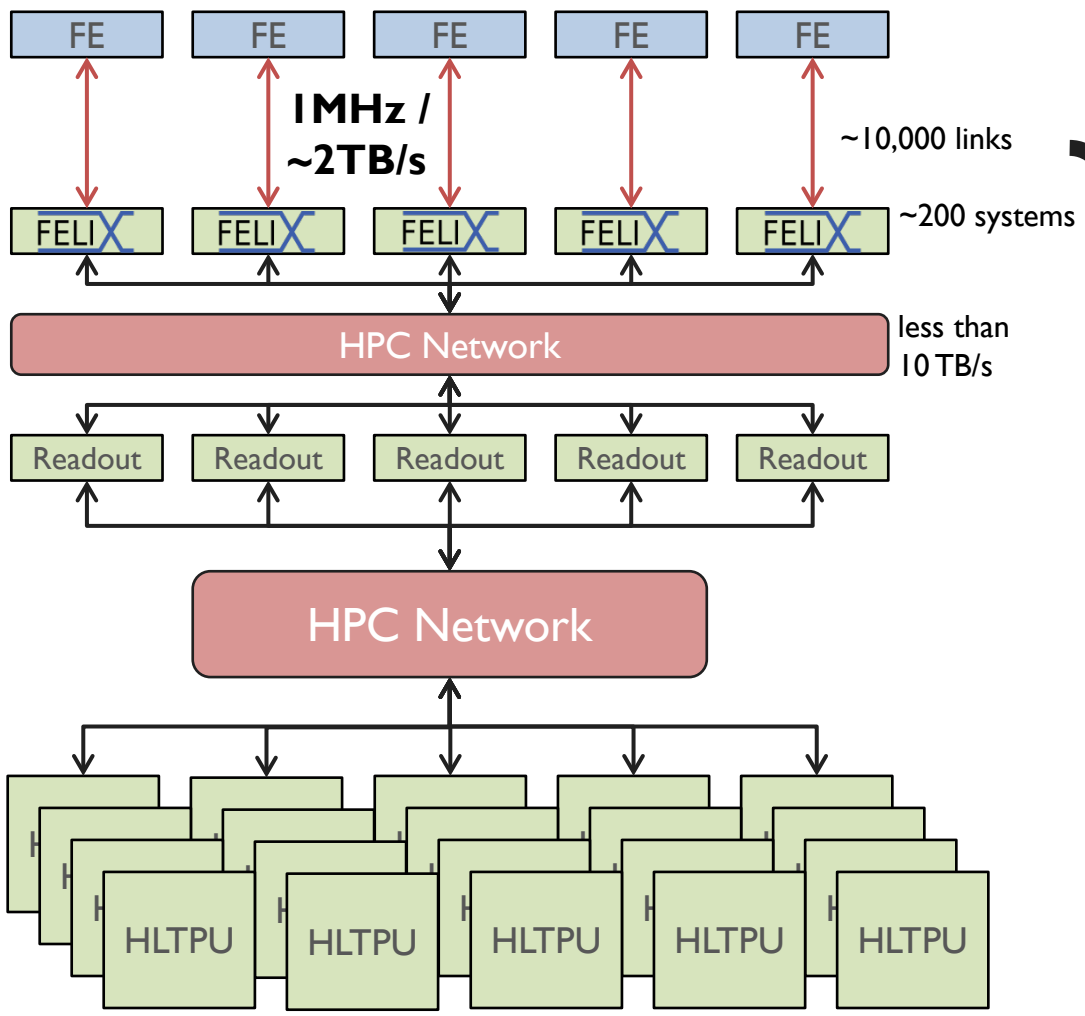 FE FE FE FE FE
1MHz /
~2TB/s
~10,000 links
FELIX FELIX FELIX FELIX FELIX
~200 systems
HPC Network
less than
10 TB/s
Readout Readout Readout Readout Readout
HPC Network
HLTPU HLTPU HLTPU HLTPU HLTPU